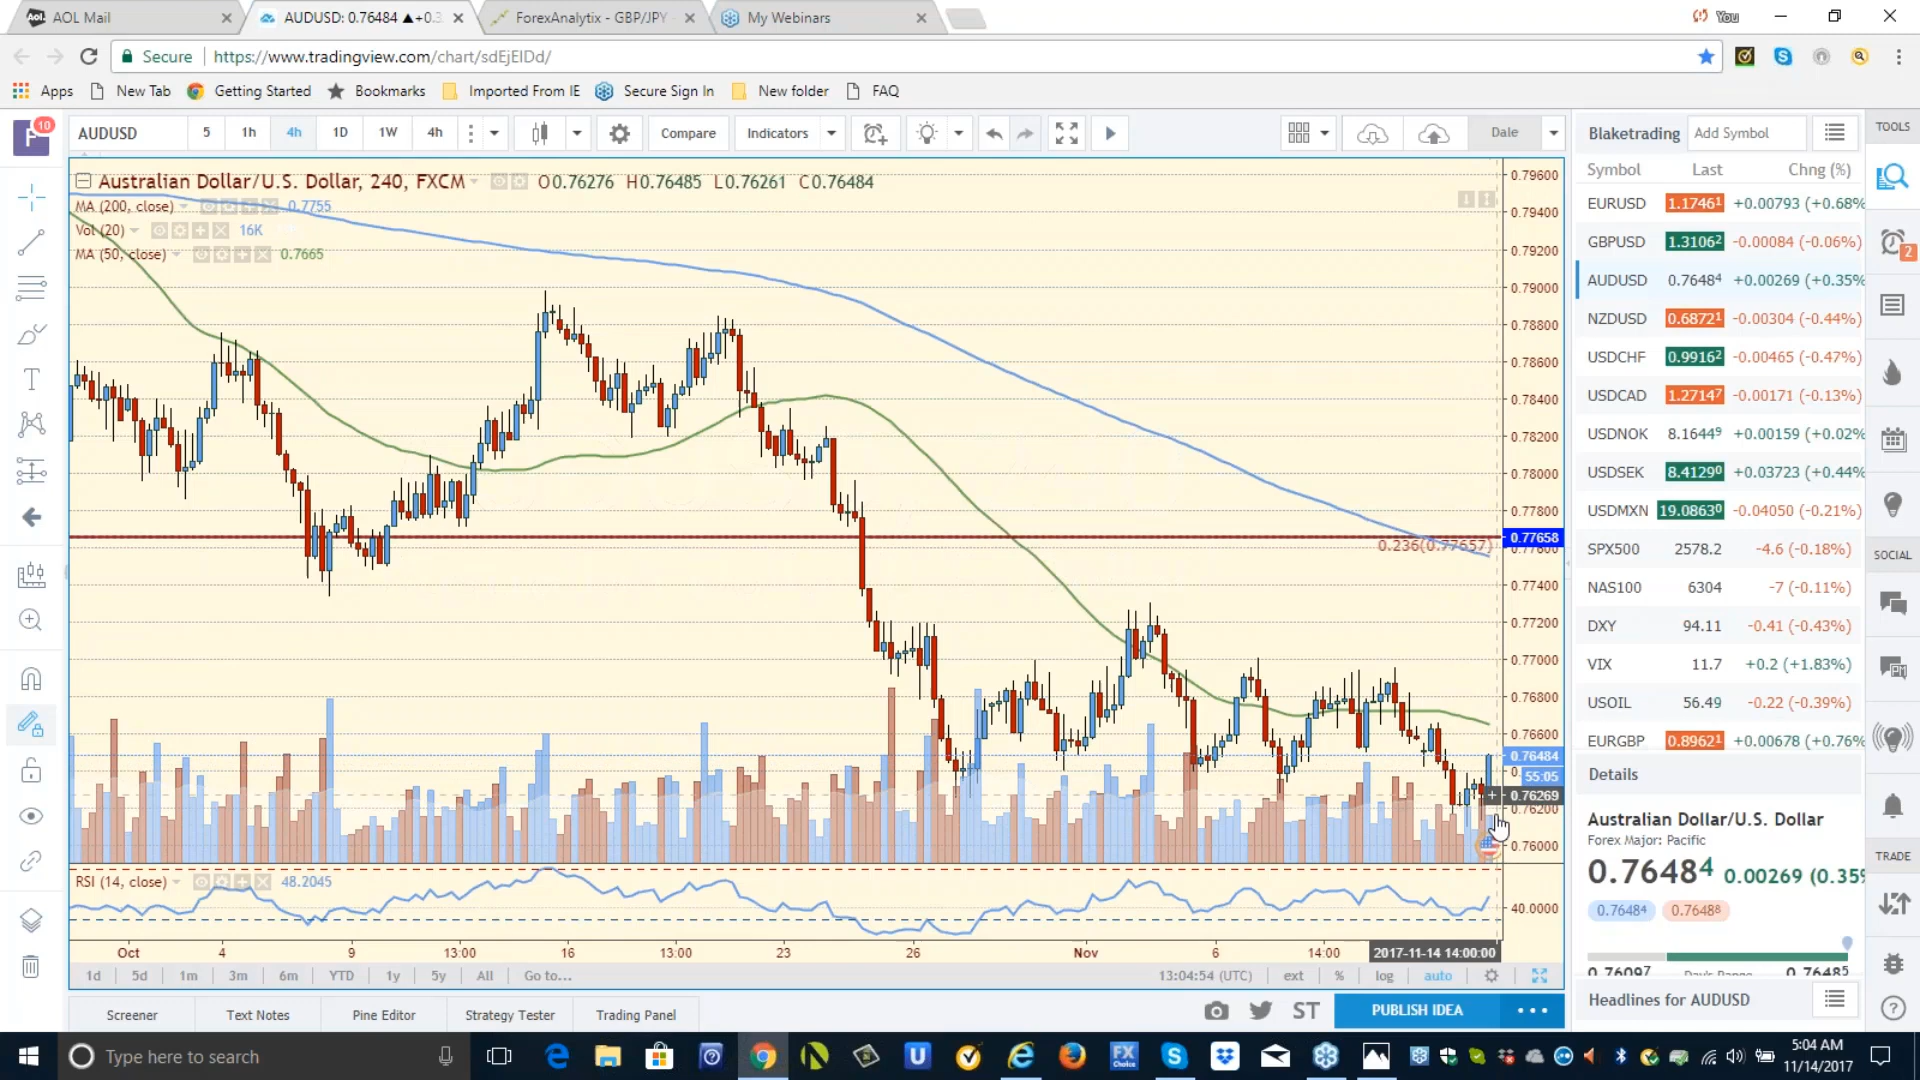 AOL Mail
AUDUSD: 0.76484 ▲+0.3
ForexAnalytix - GBP/JPY
My Webinars
You
Secure
https://www.tradingview.com/chart/sdEjEIDd/
Apps
New Tab
Getting Started
Bookmarks
Imported From IE
Secure Sign In
New folder
FAQ
10
F
AUDUSD
5
1h
4h
1D
1W
4h
Compare
Indicators
Dale
Blaketrading
Add Symbol
TOOLS
Australian Dollar/U.S. Dollar, 240, FXCM
O0.76276 H0.76485 L0.76261 C0.76484
MA (200, close) 0.7755
Vol (20) 16K
MA (50, close) 0.7665
0.236(0.77657)
0.79600
0.79400
0.79200
0.79000
0.78800
0.78600
0.78400
0.78200
0.78000
0.77800
0.77658
0.77600
0.77400
0.77200
0.77000
0.76800
0.76600
0.76484
55:05
0.76269
0.76200
0.76000
RSI (14, close) 48.2045
40.0000
Oct 4 9 13:00 16 13:00 23 26 Nov 6 14:00 2017-11-14 14:00:00
1d 5d 1m 3m 6m YTD 1y 5y All Go to...
13:04:54 (UTC) ext % log auto
Screener Text Notes Pine Editor Strategy Tester Trading Panel
ST
PUBLISH IDEA
Symbol Last Chng (%)
EURUSD 1.17461 +0.00793 (+0.68%
GBPUSD 1.31062 -0.00084 (-0.06%)
AUDUSD 0.76484 +0.00269 (+0.35%
NZDUSD 0.68721 -0.00304 (-0.44%)
USDCHF 0.99162 -0.00465 (-0.47%)
USDCAD 1.27147 -0.00171 (-0.13%)
USDNOK 8.16449 +0.00159 (+0.02%
USDSEK 8.41290 +0.03723 (+0.44%
USDMXN 19.08630 -0.04050 (-0.21%)
SPX500 2578.2 -4.6 (-0.18%)
NAS100 6304 -7 (-0.11%)
DXY 94.11 -0.41 (-0.43%)
VIX 11.7 +0.2 (+1.83%)
USOIL 56.49 -0.22 (-0.39%)
EURGBP 0.89621 +0.00678 (+0.76%
Details
Australian Dollar/U.S. Dollar
Forex Major: Pacific
0.76484 0.00269 (0.35%
0.76484 0.76488
0.76097 Day's Range 0.76485
Headlines for AUDUSD
2
SOCIAL
TRADE
Type here to search
FX Choice
5:04 AM
11/14/2017